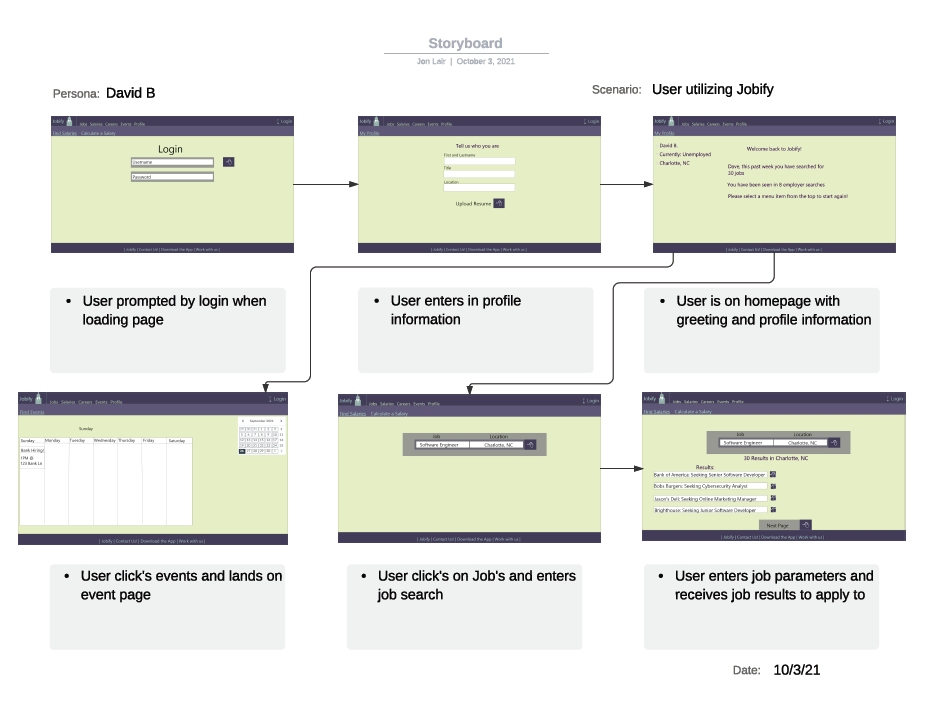 Storyboard
Jon Lair | October 3, 2021
Persona: David B
Scenario: User utilizing Jobify
Jobify Jobs Salaries Careers Events Profile Login
Find Salaries Calculate a Salary
Login
Username
Password
| Jobify | Contact Us! | Download the App | Work with us |
Jobify Jobs Salaries Careers Events Profile Login
My Profile
Tell us who you are
First and Lastname
Title
Location
Upload Resume
| Jobify | Contact Us! | Download the App | Work with us |
Jobify Jobs Salaries Careers Events Profile Login
My Profile
David B.
Currently: Unemployed
Charlotte, NC
Welcome back to Jobify!
Dave, this past week you have searched for
30 jobs
You have been seen in 8 employer searches
Please select a menu item from the top to start again!
| Jobify | Contact Us! | Download the App | Work with us |
• User prompted by login when
loading page
• User enters in profile
information
• User is on homepage with
greeting and profile information
Jobify Jobs Salaries Careers Events Profile Login
Find Events
Sunday
Sunday Monday Tuesday Wednesday Thursday Friday Saturday
Bank Hiring!
1PM @
123 Bank Ln
| Jobify | Contact Us! | Download the App | Work with us |
Jobify Jobs Salaries Careers Events Profile Login
Find Salaries Calculate a Salary
Job Location
Software Engineer Charlotte, NC
| Jobify | Contact Us! | Download the App | Work with us |
Jobify Jobs Salaries Careers Events Profile Login
Find Salaries Calculate a Salary
Job Location
Software Engineer Charlotte, NC
30 Results in Charlotte, NC
Results:
Bank of America: Seeking Senior Software Developer
Bobs Burgers: Seeking Cybersecurity Analyst
Jason's Deli: Seeking Online Marketing Manager
Brighthouse: Seeking Junior Software Developer
Next Page
| Jobify | Contact Us! | Download the App | Work with us |
• User click's events and lands on
event page
• User click's on Job's and enters
job search
• User enters job parameters and
receives job results to apply to
Date: 10/3/21